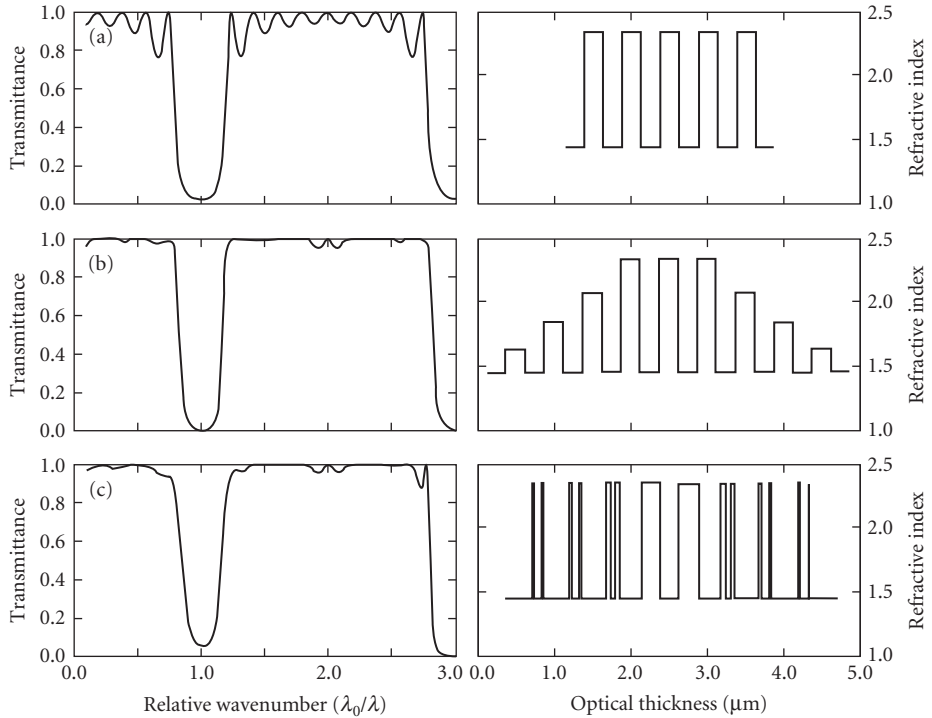 Transmittance
1.0
0.8
0.6
0.4
0.2
0.0
(a)
2.5
2.0
1.5
1.0
Refractive index
Transmittance
1.0
0.8
0.6
0.4
0.2
0.0
(b)
2.5
2.0
1.5
1.0
Refractive index
Transmittance
1.0
0.8
0.6
0.4
0.2
0.0
(c)
2.5
2.0
1.5
1.0
Refractive index
0.0 1.0 2.0 3.0
Relative wavenumber (λ0/λ)
0.0 1.0 2.0 3.0 4.0 5.0
Optical thickness (μm)